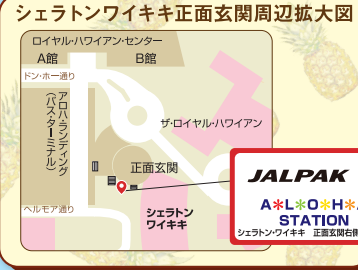 シェラトンワイキキ正面玄関周辺拡大図
ロイヤル・ハワイアン・センター
A館
B館
ドン・ホー通り
アロハ・ランディング
(バス・ターミナル)
ザ・ロイヤル・ハワイアン
正面玄関
ヘルモア通り
シェラトン
ワイキキ
JALPAK
A*L*O*H*A
STATION
シェラトン・ワイキキ 正面玄関右側